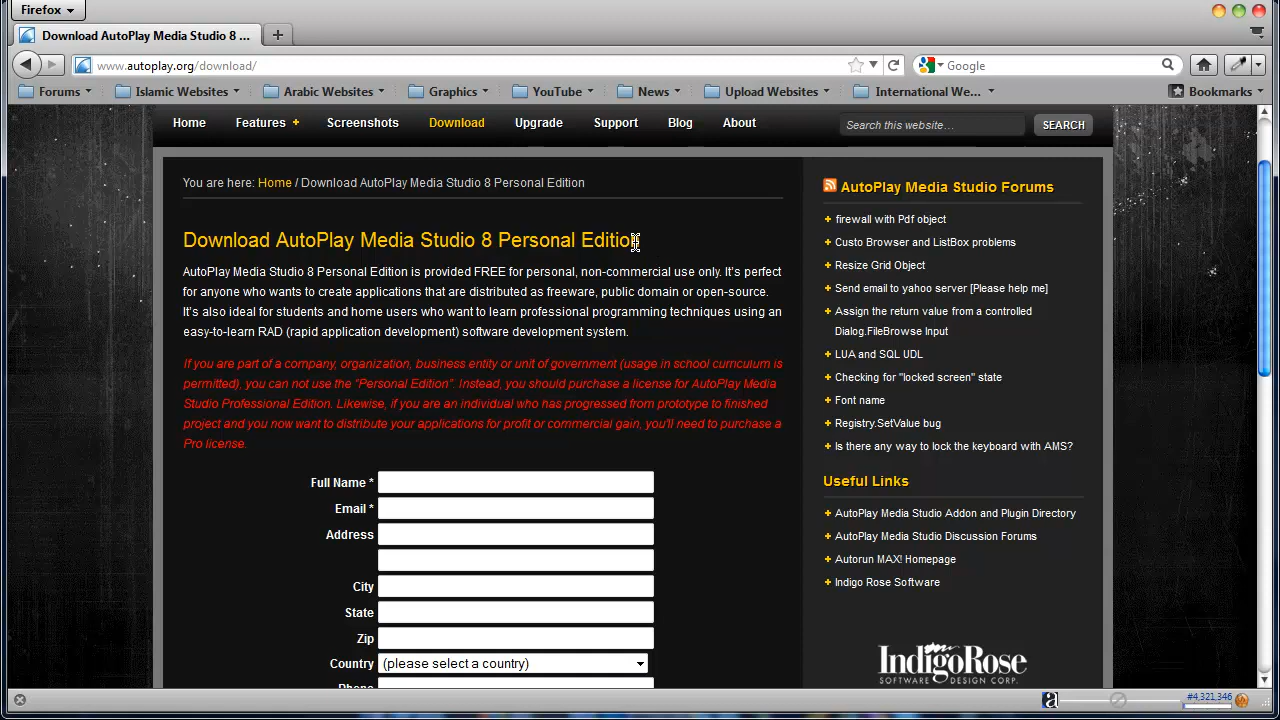 Firefox
Download AutoPlay Media Studio 8 ...
www.autoplay.org/download/
Google
Forums
Islamic Websites
Arabic Websites
Graphics
YouTube
News
Upload Websites
International We...
Bookmarks
Home
Features +
Screenshots
Download
Upgrade
Support
Blog
About
Search this website...
SEARCH
You are here: Home / Download AutoPlay Media Studio 8 Personal Edition
Download AutoPlay Media Studio 8 Personal Edition
AutoPlay Media Studio 8 Personal Edition is provided FREE for personal, non-commercial use only. It's perfect
for anyone who wants to create applications that are distributed as freeware, public domain or open-source.
It's also ideal for students and home users who want to learn professional programming techniques using an
easy-to-learn RAD (rapid application development) software development system.
If you are part of a company, organization, business entity or unit of government (usage in school curriculum is
permitted), you can not use the "Personal Edition". Instead, you should purchase a license for AutoPlay Media
Studio Professional Edition. Likewise, if you are an individual who has progressed from prototype to finished
project and you now want to distribute your applications for profit or commercial gain, you'll need to purchase a
Pro license.
Full Name *
Email *
Address
City
State
Zip
Country
(please select a country)
AutoPlay Media Studio Forums
firewall with Pdf object
Custo Browser and ListBox problems
Resize Grid Object
Send email to yahoo server [Please help me]
Assign the return value from a controlled
Dialog.FileBrowse Input
LUA and SQL UDL
Checking for "locked screen" state
Font name
Registry.SetValue bug
Is there any way to lock the keyboard with AMS?
Useful Links
AutoPlay Media Studio Addon and Plugin Directory
AutoPlay Media Studio Discussion Forums
Autorun MAX! Homepage
Indigo Rose Software
IndigoRose
SOFTWARE DESIGN CORP.
#4,321,346